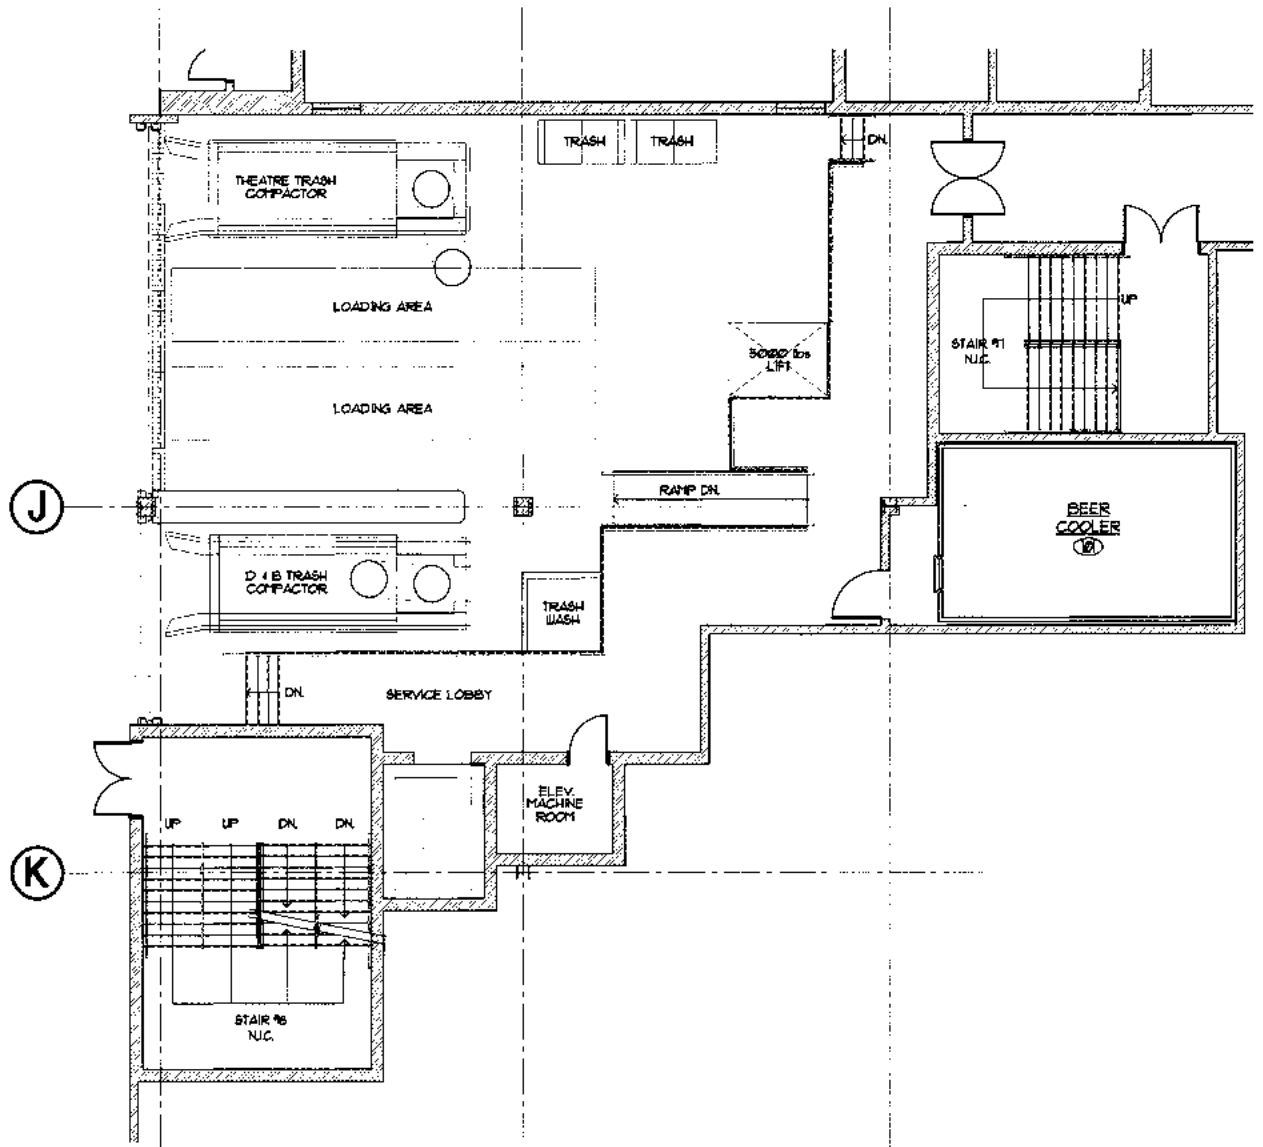 TRASH
TRASH
DN.
THEATRE TRASH
COMPACTOR
LOADING AREA
UP
5000 lbs
LIFT
STAIR #7
N.I.C.
LOADING AREA
RAMP DN.
J
BEER
COOLER
D & B TRASH
COMPACTOR
TRASH
WASH
DN.
SERVICE LOBBY
ELEV.
MACHINE
ROOM
UP
UP
DN.
DN.
K
STAIR #8
N.I.C.